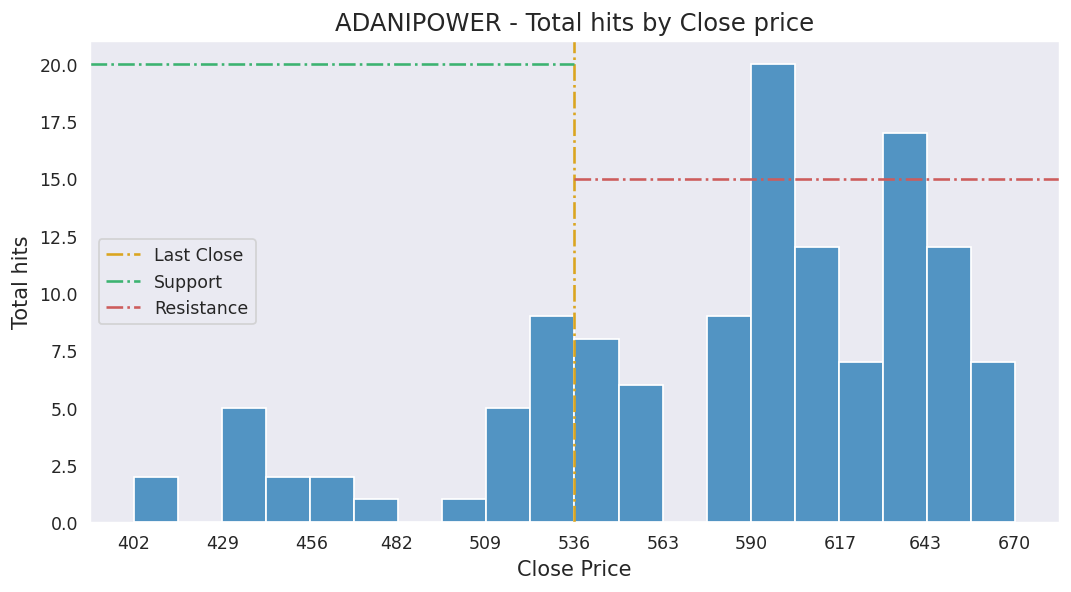 ADANIPOWER - Total hits by Close price
20.0
17.5
15.0
12.5
10.0
7.5
5.0
2.5
0.0
Total hits
Last Close
Support
Resistance
402 429 456 482 509 536 563 590 617 643 670
Close Price